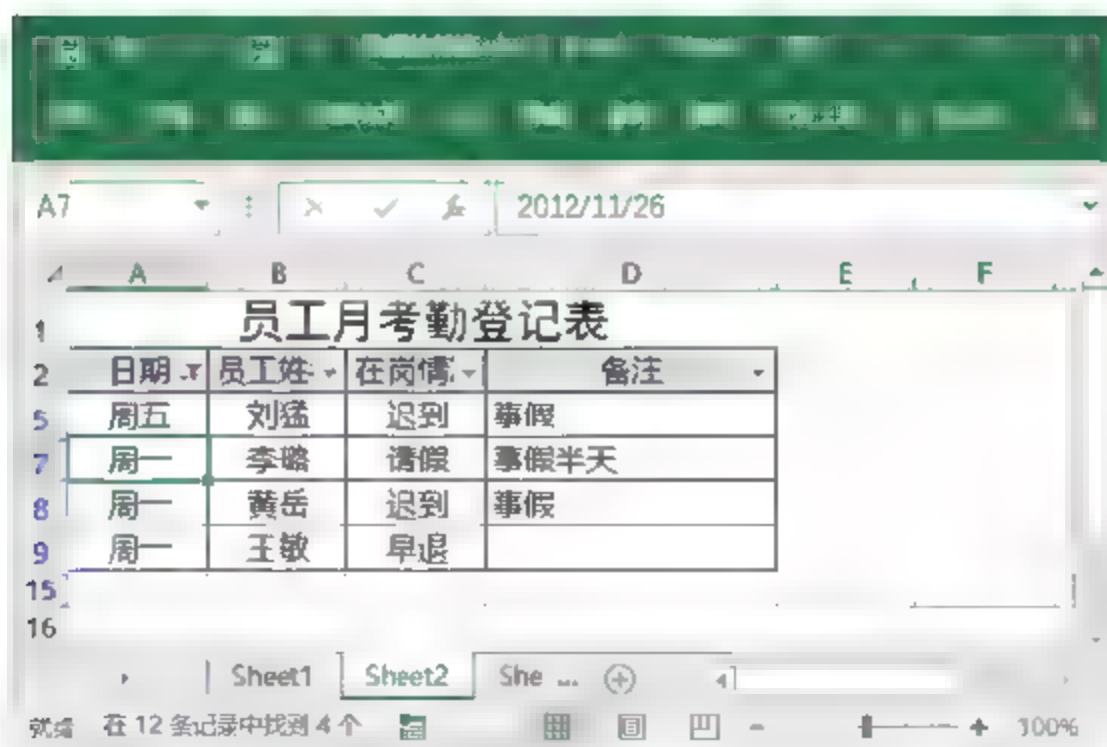 A7 2012/11/26
A B C D E F
1 员工月考勤登记表
2 日期 员工姓 在岗情 备注
5 周五 刘猛 迟到 事假
7 周一 李璐 请假 事假半天
8 周一 黄岳 迟到 事假
9 周一 王敏 早退
15
16
Sheet1 Sheet2 She ...
就绪 在 12 条记录中找到 4 个 100%